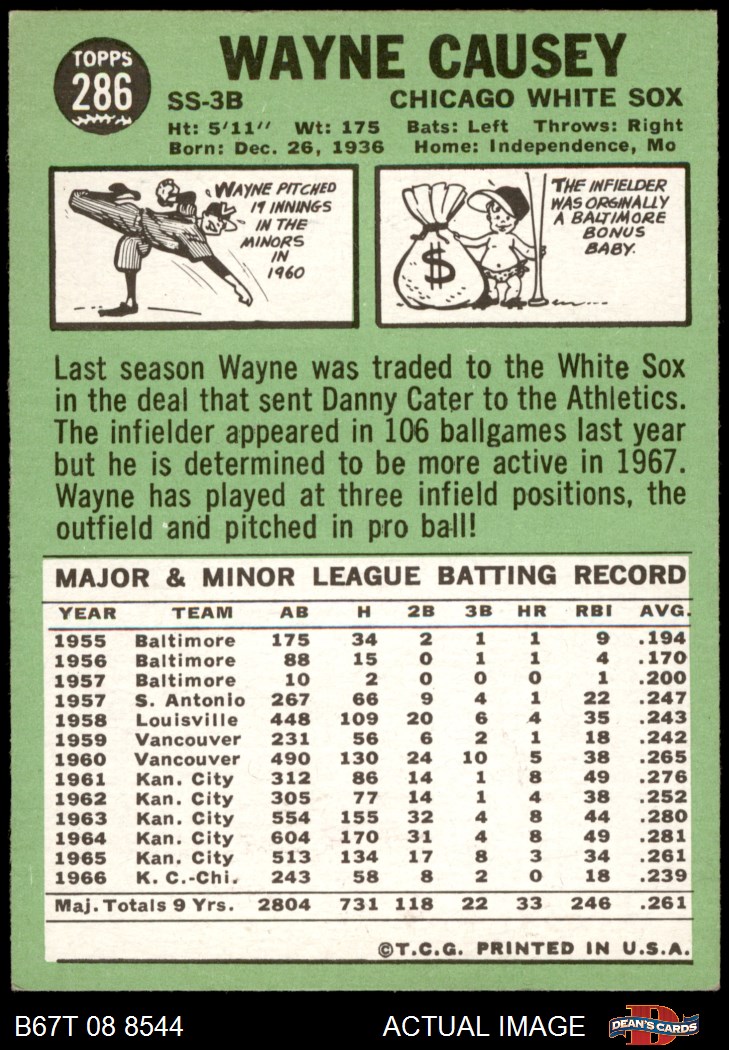 TOPPS
286
WAYNE CAUSEY
SS-3B CHICAGO WHITE SOX
Ht: 5'11" Wt: 175 Bats: Left Throws: Right
Born: Dec. 26, 1936 Home: Independence, Mo
WAYNE PITCHED
19 INNINGS
IN THE
MINORS
IN
1960
THE INFIELDER
WAS ORGINALLY
A BALTIMORE
BONUS
BABY.
$
Last season Wayne was traded to the White Sox
in the deal that sent Danny Cater to the Athletics.
The infielder appeared in 106 ballgames last year
but he is determined to be more active in 1967.
Wayne has played at three infield positions, the
outfield and pitched in pro ball!
MAJOR & MINOR LEAGUE BATTING RECORD
YEAR TEAM AB H 2B 3B HR RBI AVG.
1955 Baltimore 175 34 2 1 1 9 .194
1956 Baltimore 88 15 0 1 1 4 .170
1957 Baltimore 10 2 0 0 0 1 .200
1957 S. Antonio 267 66 9 4 1 22 .247
1958 Louisville 448 109 20 6 4 35 .243
1959 Vancouver 231 56 6 2 1 18 .242
1960 Vancouver 490 130 24 10 5 38 .265
1961 Kan. City 312 86 14 1 8 49 .276
1962 Kan. City 305 77 14 1 4 38 .252
1963 Kan. City 554 155 32 4 8 44 .280
1964 Kan. City 604 170 31 4 8 49 .281
1965 Kan. City 513 134 17 8 3 34 .261
1966 K. C.-Chi. 243 58 8 2 0 18 .239
Maj. Totals 9 Yrs. 2804 731 118 22 33 246 .261
©T.C.G. PRINTED IN U.S.A.
B67T 08 8544 ACTUAL IMAGE D DEAN'S CARDS